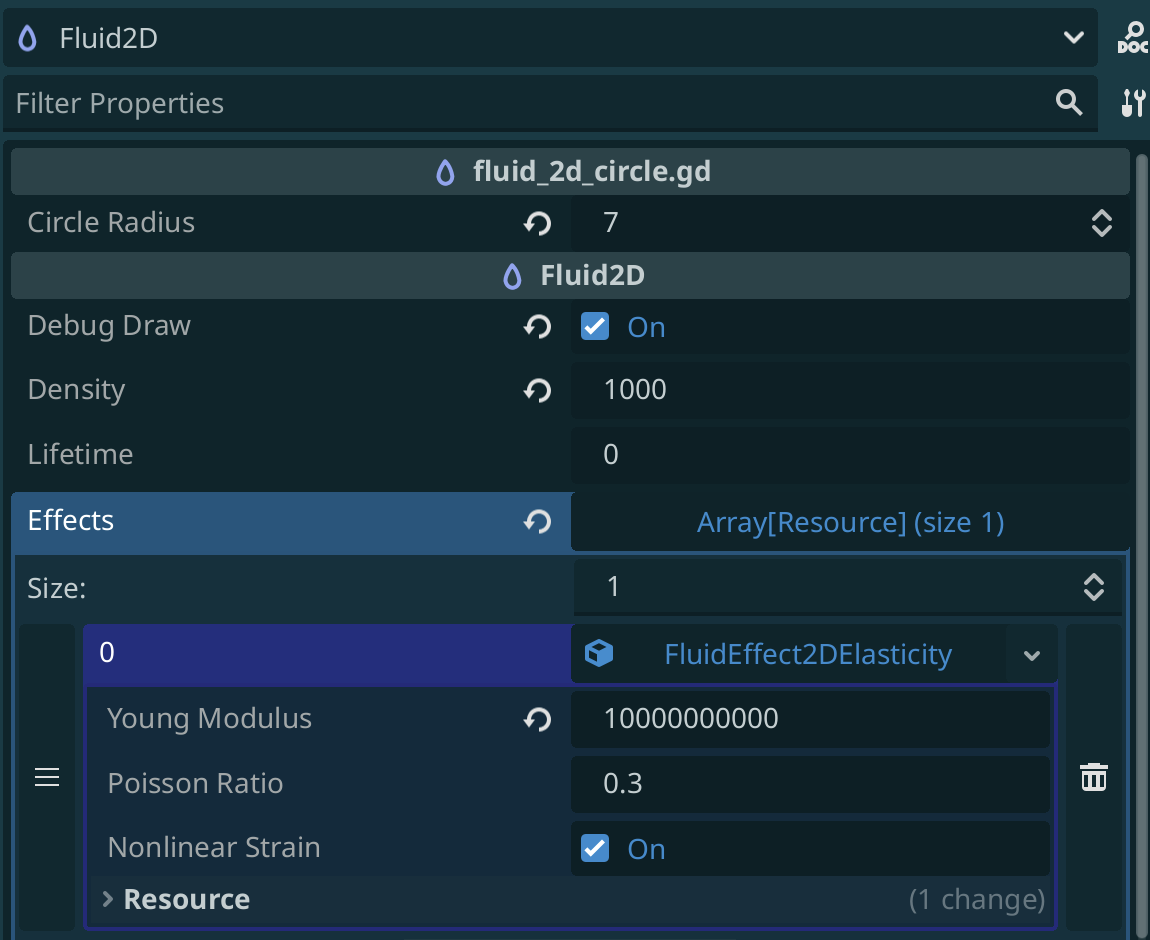 Fluid2D
DOC
Filter Properties
fluid_2d_circle.gd
Circle Radius 7
Fluid2D
Debug Draw On
Density 1000
Lifetime 0
Effects Array[Resource] (size 1)
Size: 1
0 FluidEffect2DElasticity
Young Modulus 10000000000
Poisson Ratio 0.3
Nonlinear Strain On
Resource (1 change)